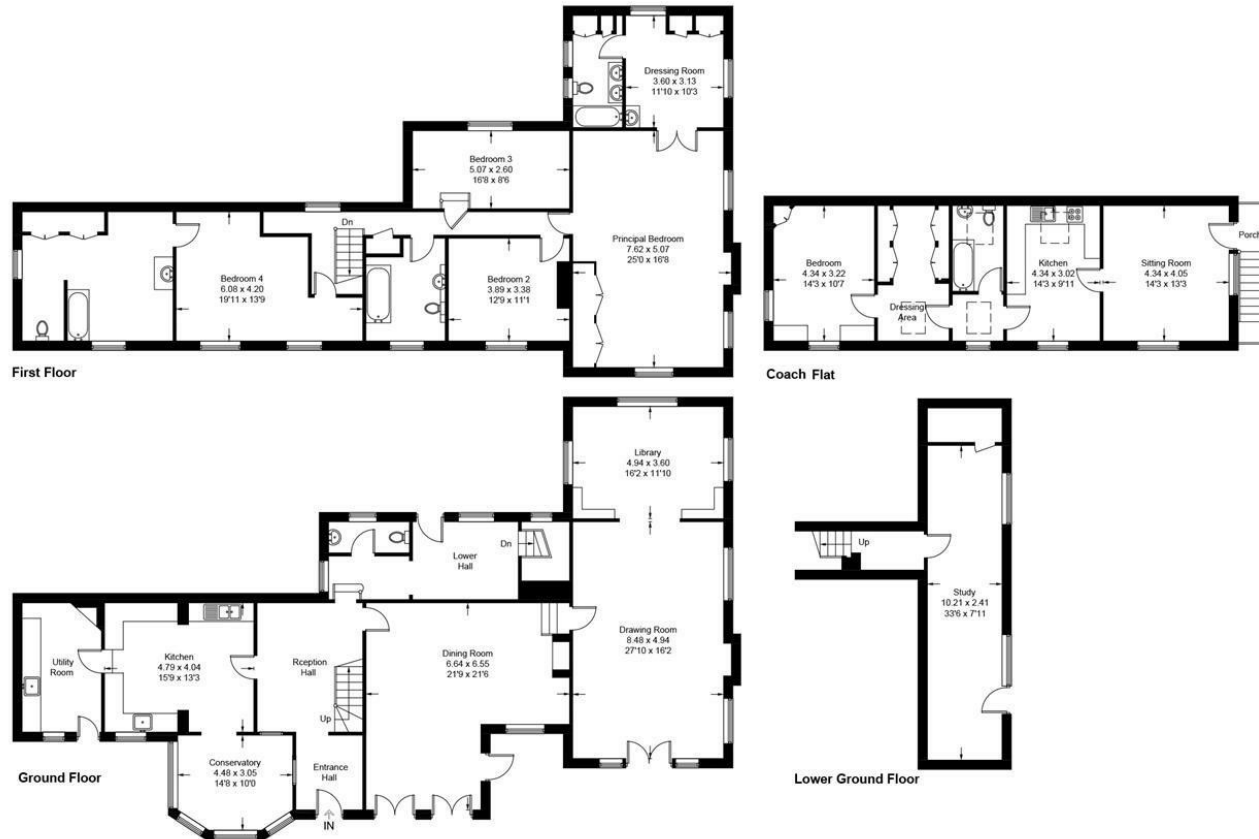 Dressing Room
3.60 x 3.13
11'10 x 10'3
Bedroom 3
5.07 x 2.60
16'8 x 8'6
Dn
Principal Bedroom
7.62 x 5.07
25'0 x 16'8
Bedroom 4
6.08 x 4.20
19'11 x 13'9
Bedroom 2
3.89 x 3.38
12'9 x 11'1
First Floor
Bedroom
4.34 x 3.22
14'3 x 10'7
Dressing
Area
Kitchen
4.34 x 3.02
14'3 x 9'11
Sitting Room
4.34 x 4.05
14'3 x 13'3
Porch
Coach Flat
Library
4.94 x 3.60
16'2 x 11'10
Lower
Hall
Dn
Drawing Room
8.48 x 4.94
27'10 x 16'2
Utility
Room
Kitchen
4.79 x 4.04
15'9 x 13'3
Rception
Hall
Up
Dining Room
6.64 x 6.55
21'9 x 21'6
Conservatory
4.48 x 3.05
14'8 x 10'0
Entrance
Hall
IN
Ground Floor
Up
Study
10.21 x 2.41
33'6 x 7'11
Lower Ground Floor